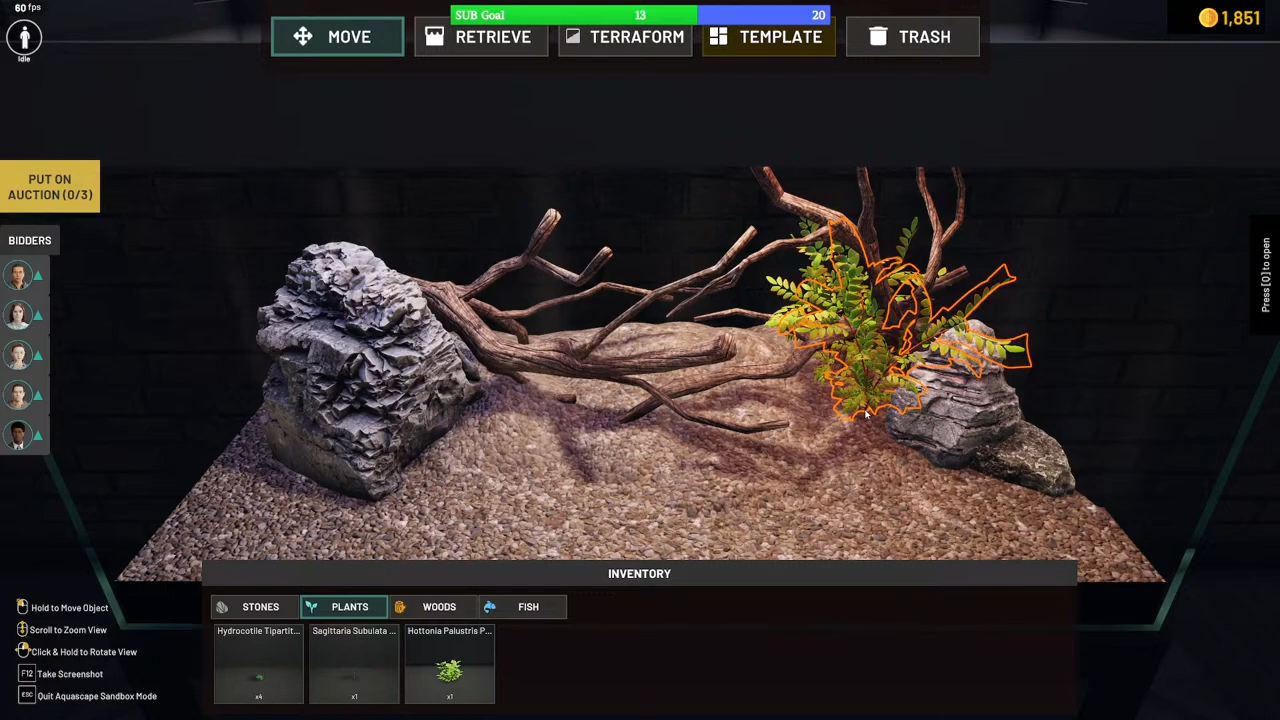 60 fps
Idle
SUB Goal 13 20
MOVE
RETRIEVE
TERRAFORM
TEMPLATE
TRASH
1,851
PUT ON
AUCTION (0/3)
BIDDERS
Press [Q] to open
INVENTORY
STONES
PLANTS
WOODS
FISH
Hydrocotile Tipartit...
Sagittaria Subulata ...
Hottonia Palustris P...
x4
x1
x1
Hold to Move Object
Scroll to Zoom View
Click & Hold to Rotate View
F12 Take Screenshot
ESC Quit Aquascape Sandbox Mode